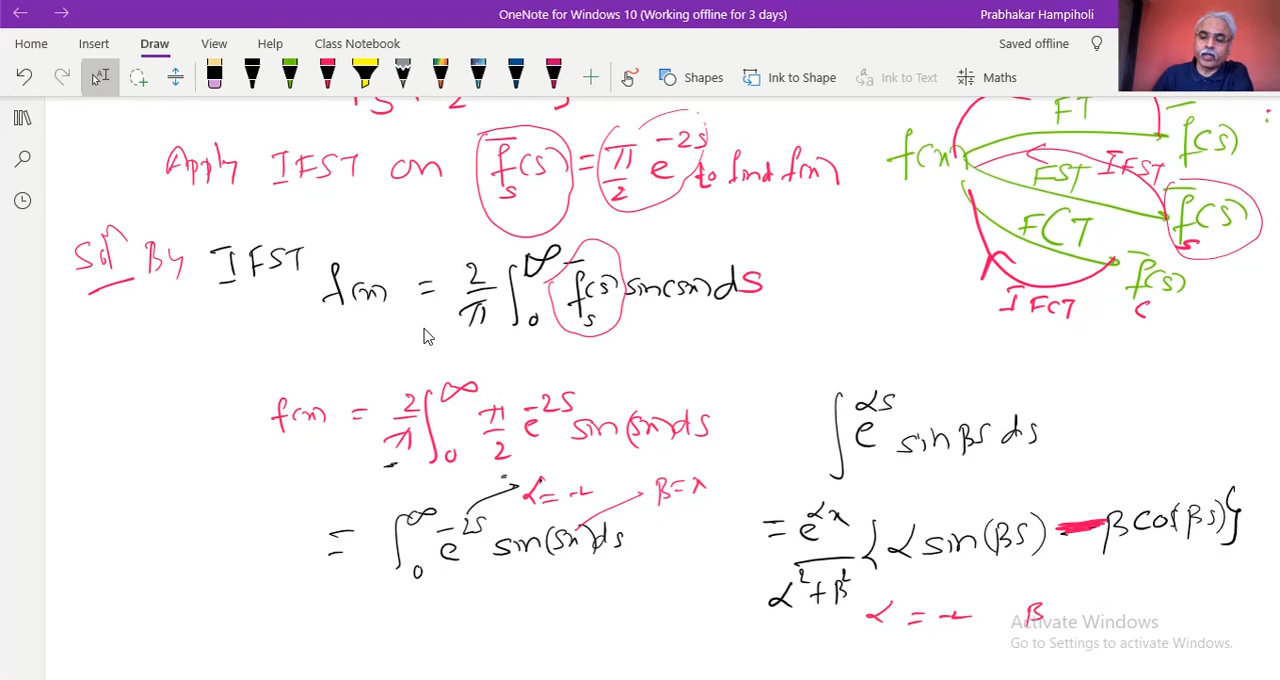 OneNote for Windows 10 (Working offline for 3 days)
Prabhakar Hampiholi
Home Insert Draw View Help Class Notebook
Saved offline
Shapes Ink to Shape Ink to Text Maths
Apply IFST on f̄s(s) = π/2 e^-2s to find f(x)
f(x) FT f̄(s)
FST IFST f̄s(s)
FCT f̄c(s)
IFCT
Solⁿ By IFST f(x) = 2/π ∫₀^∞ f̄s(s) sin(sx) ds
f(x) = 2/π ∫₀^∞ π/2 e^-2s sin(sx) ds
α = -2 β = x
= ∫₀^∞ e^-2s sin(sx) ds
∫ e^αs sin βs ds
= e^αx / α² + β² { α sin(βs) - β cos(βs) }
α = -2 β
Activate Windows
Go to Settings to activate Windows.